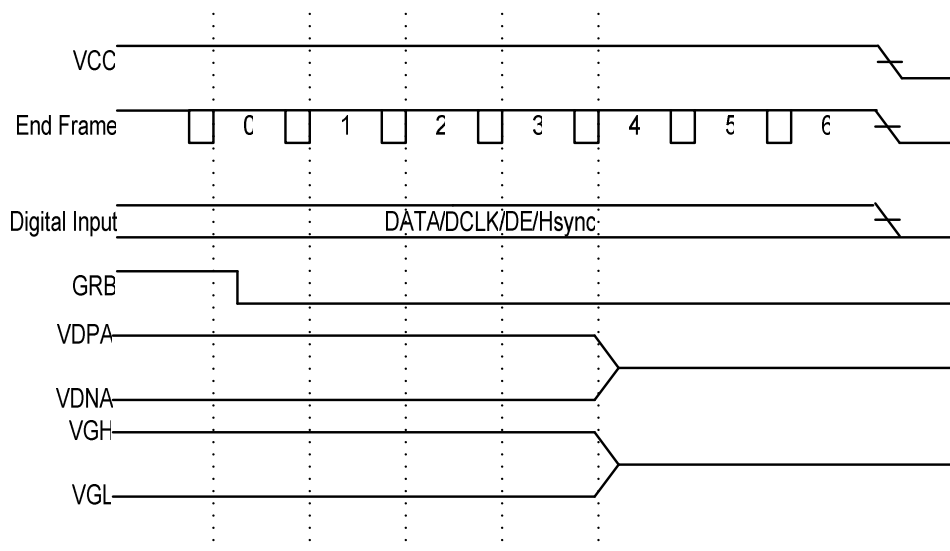 VCC
End Frame 0 1 2 3 4 5 6
Digital Input DATA/DCLK/DE/Hsync
GRB
VDPA
VDNA
VGH
VGL